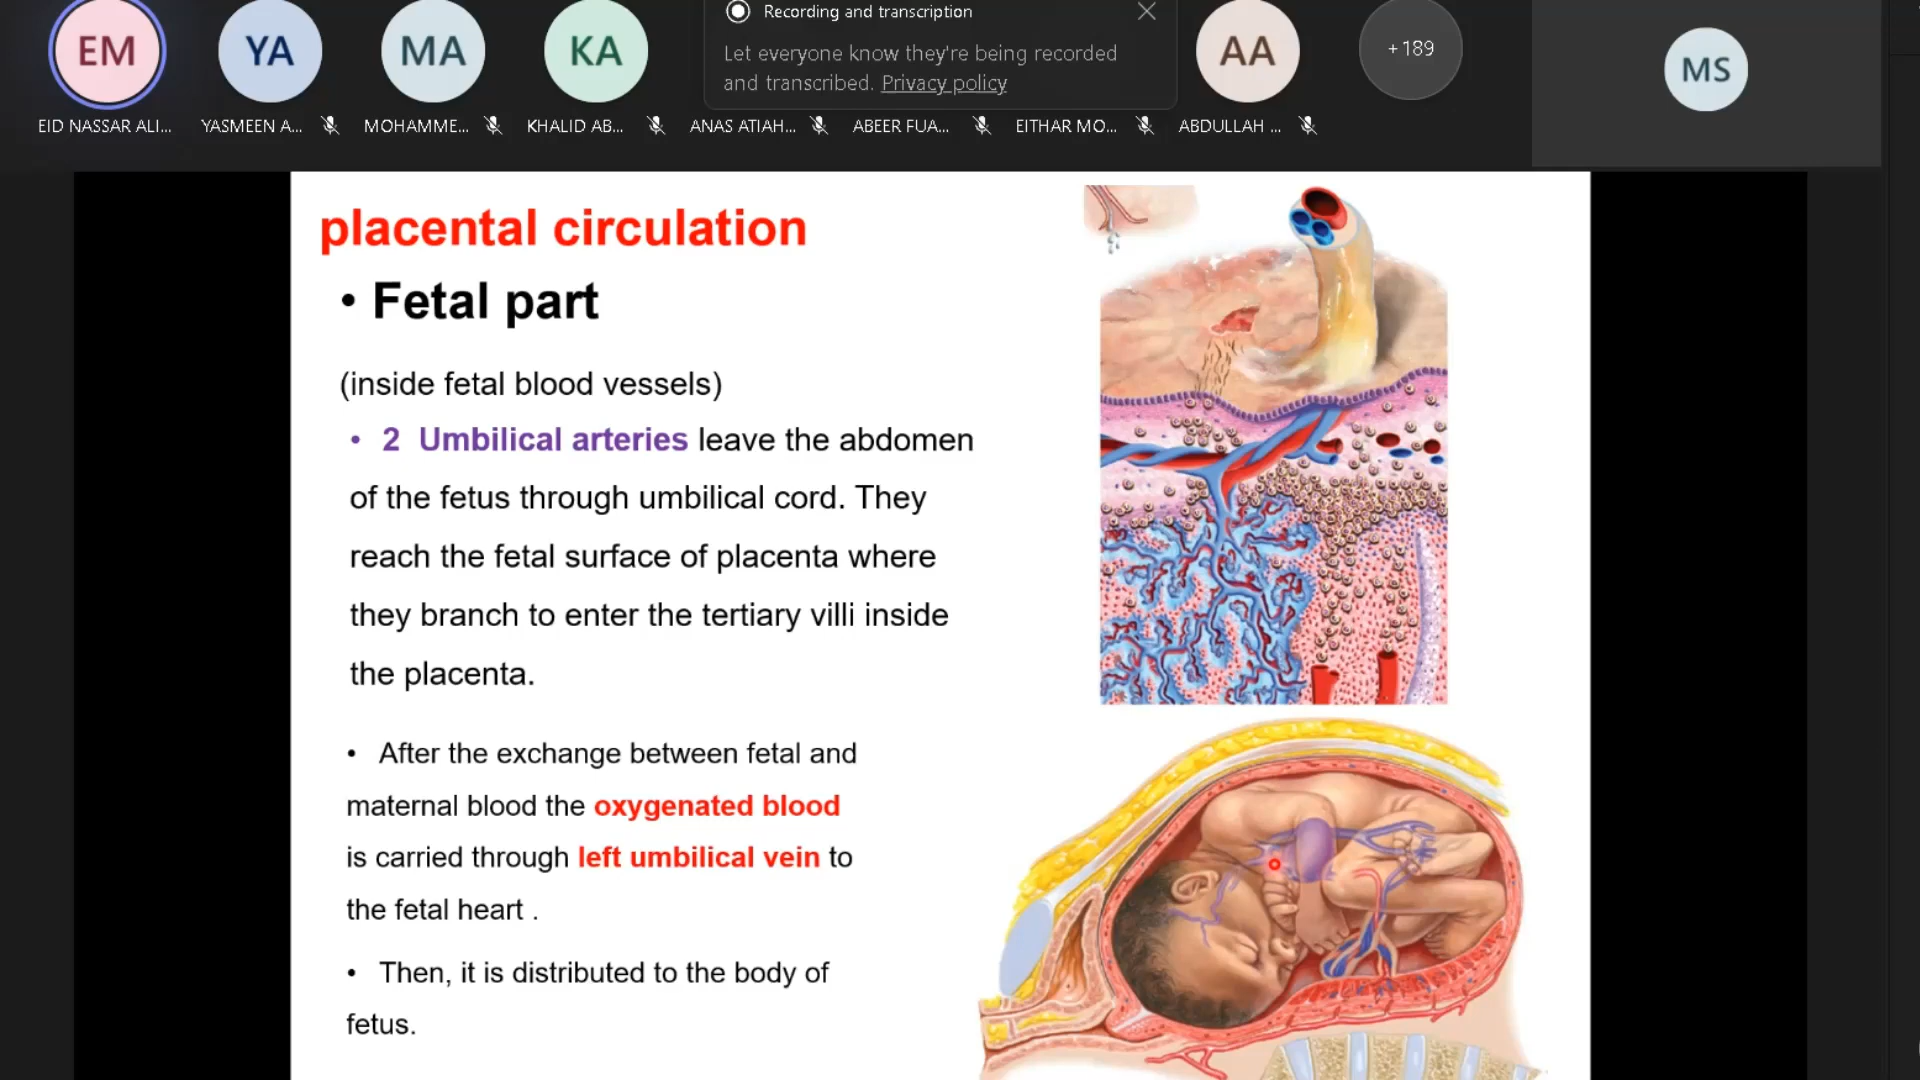 EM
YA
MA
KA
Recording and transcription
Let everyone know they're being recorded
and transcribed. Privacy policy
AA
+189
MS
EID NASSAR ALI...
YASMEEN A...
MOHAMME...
KHALID AB...
ANAS ATIAH...
ABEER FUA...
EITHAR MO...
ABDULLAH ...
placental circulation
• Fetal part
(inside fetal blood vessels)
• 2 Umbilical arteries leave the abdomen
of the fetus through umbilical cord. They
reach the fetal surface of placenta where
they branch to enter the tertiary villi inside
the placenta.
• After the exchange between fetal and
maternal blood the oxygenated blood
is carried through left umbilical vein to
the fetal heart .
• Then, it is distributed to the body of
fetus.